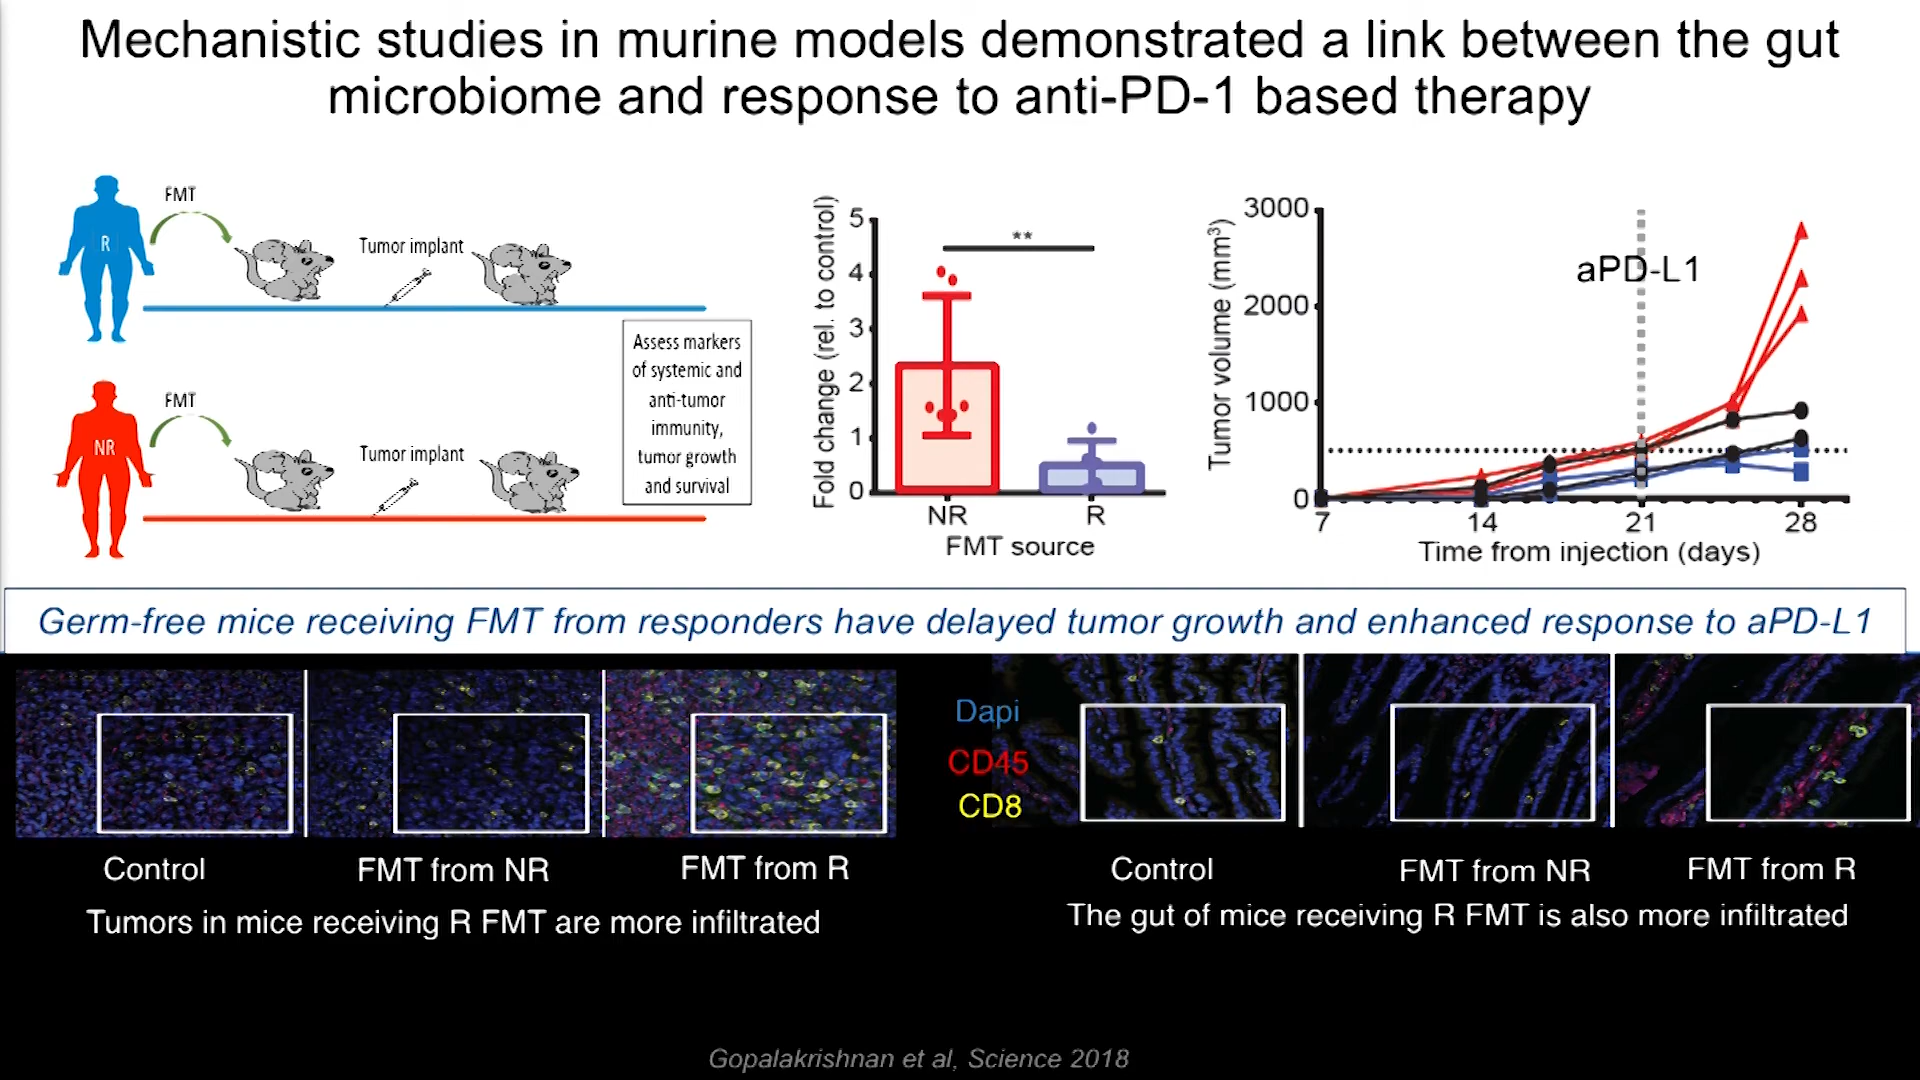 Mechanistic studies in murine models demonstrated a link between the gut
microbiome and response to anti-PD-1 based therapy
R
FMT
Tumor implant
NR
FMT
Tumor implant
Assess markers
of systemic and
anti-tumor
immunity,
tumor growth
and survival
Fold change (rel. to control)
5
4
3
2
1
0
**
NR
R
FMT source
Tumor volume (mm³)
3000
2000
1000
0
aPD-L1
7
14
21
28
Time from injection (days)
Germ-free mice receiving FMT from responders have delayed tumor growth and enhanced response to aPD-L1
Control
FMT from NR
FMT from R
Tumors in mice receiving R FMT are more infiltrated
Dapi
CD45
CD8
Control
FMT from NR
FMT from R
The gut of mice receiving R FMT is also more infiltrated
Gopalakrishnan et al, Science 2018